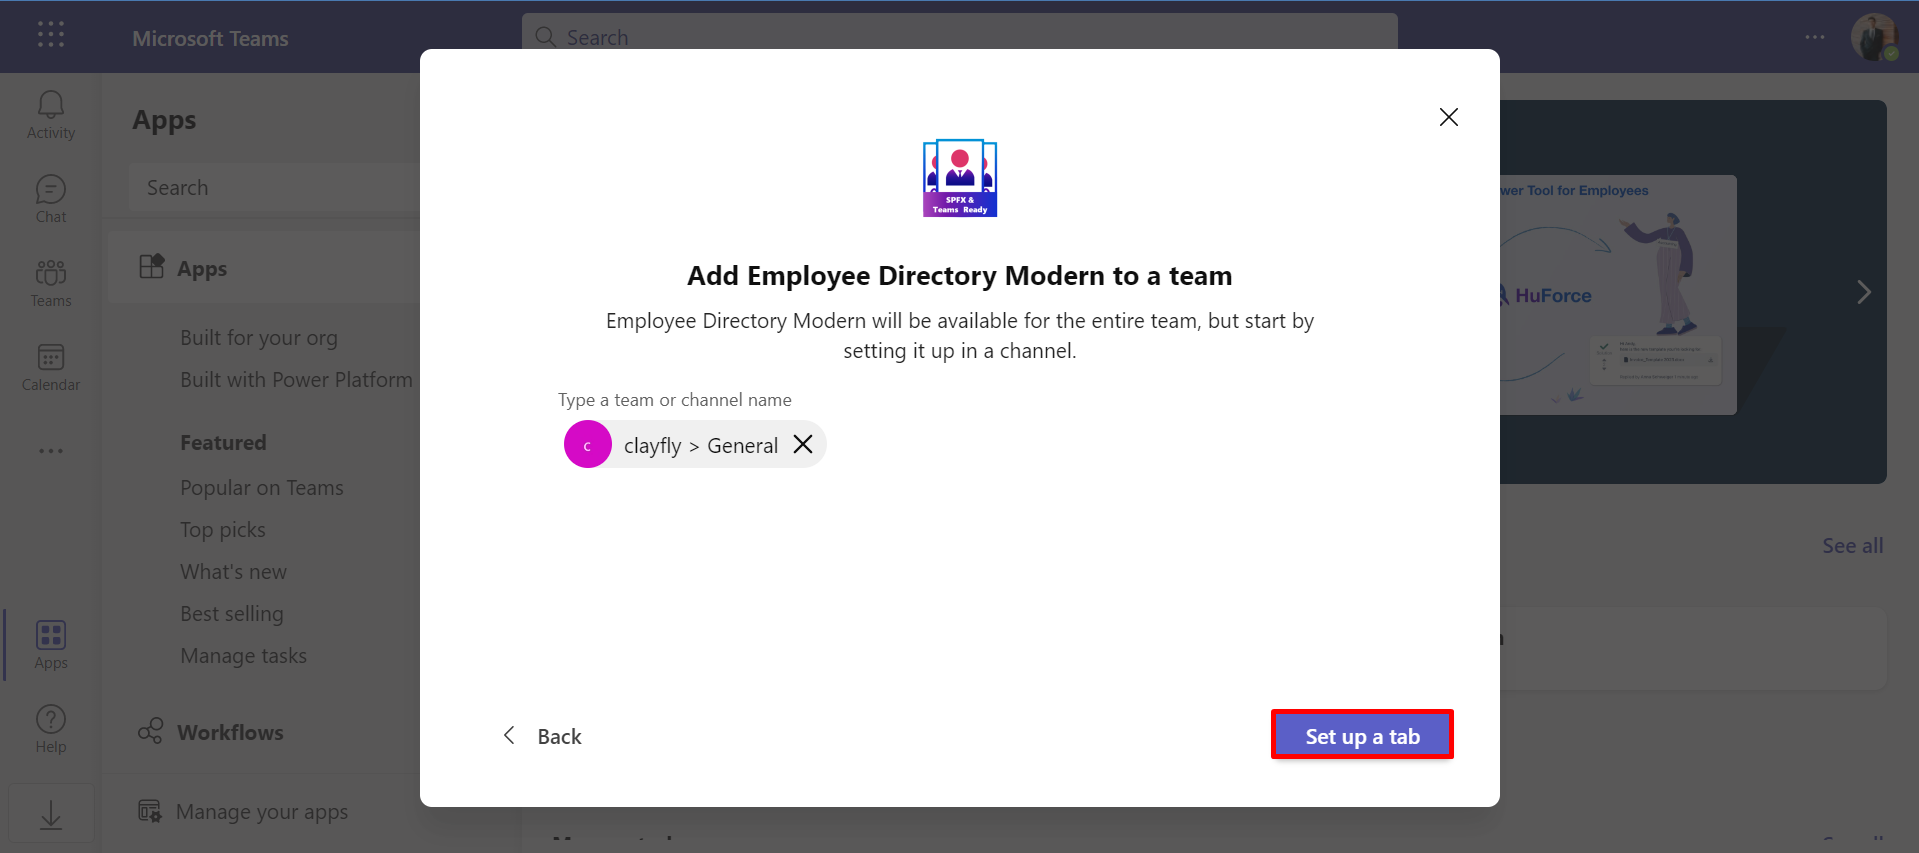 Microsoft Teams
Search
Activity
Chat
Teams
Calendar
Apps
Help
Apps
Search
Apps
Built for your org
Built with Power Platform
Featured
Popular on Teams
Top picks
What's new
Best selling
Manage tasks
Workflows
Manage your apps
SPFX &
Teams Ready
Add Employee Directory Modern to a team
Employee Directory Modern will be available for the entire team, but start by
setting it up in a channel.
Type a team or channel name
c
clayfly > General
Back
Set up a tab
Tool for Employees
HuForce
See all